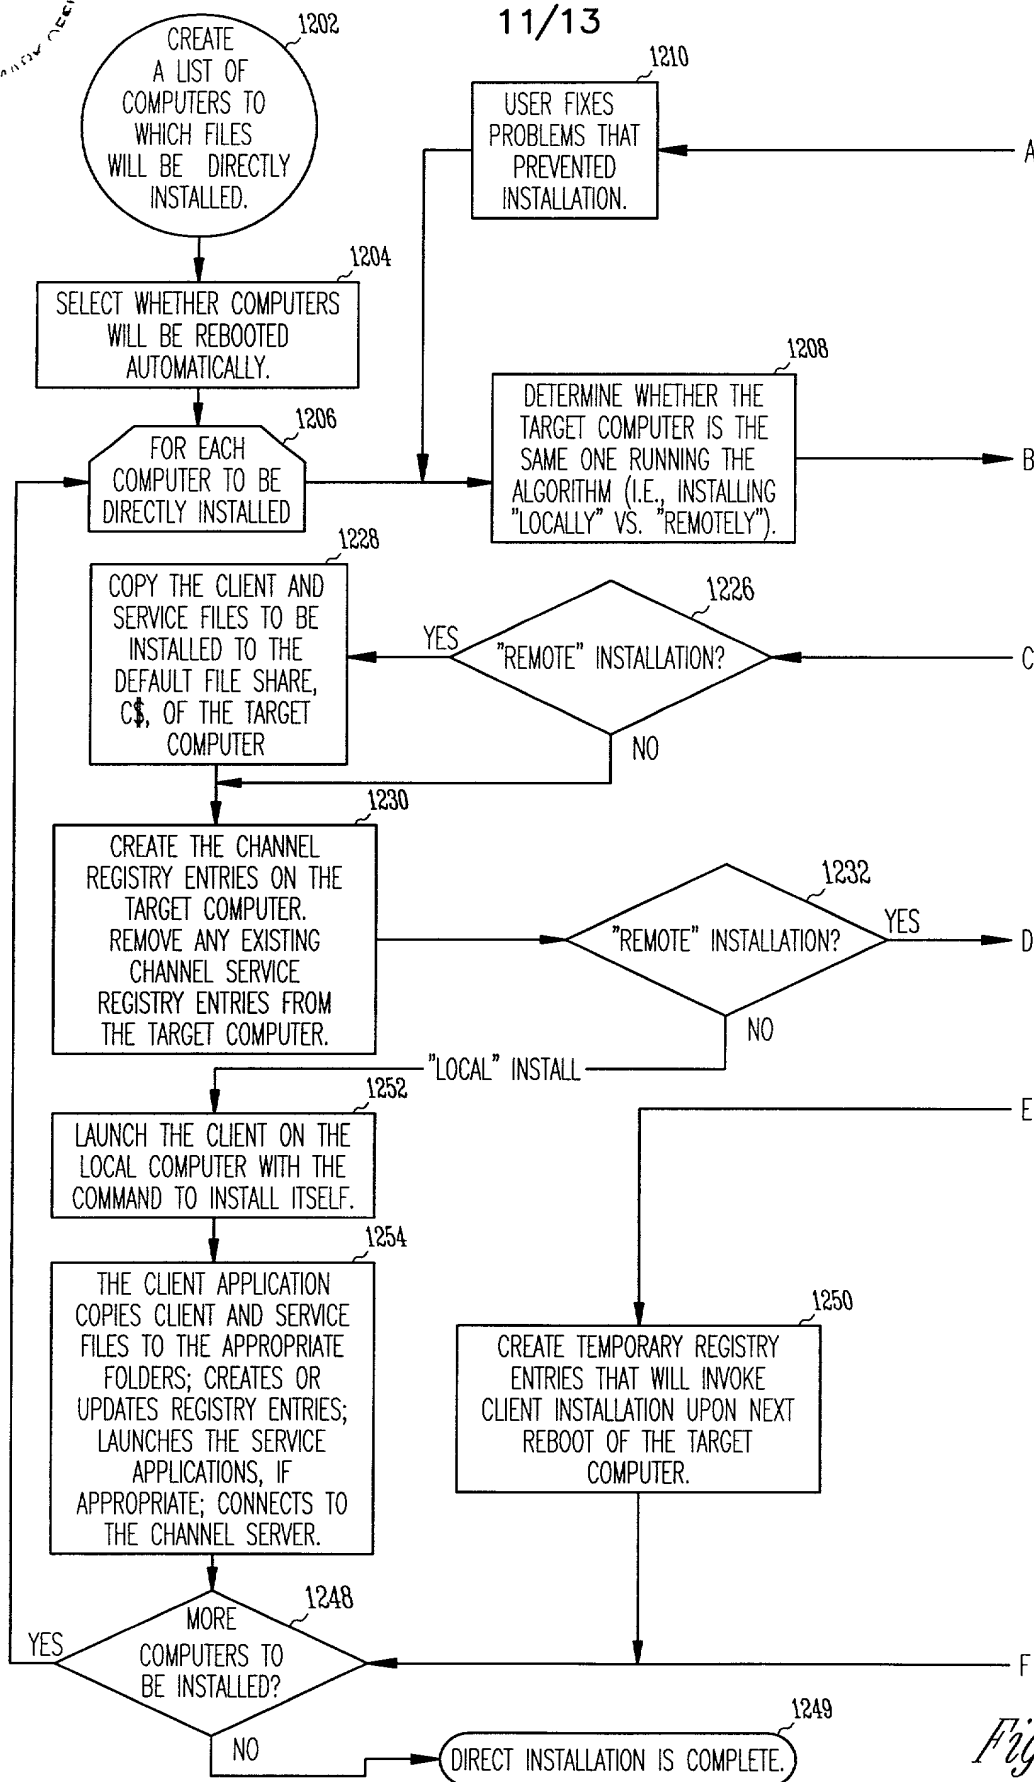 11/13
1202
CREATE
A LIST OF
COMPUTERS TO
WHICH FILES
WILL BE DIRECTLY
INSTALLED.
1210
USER FIXES
PROBLEMS THAT
PREVENTED
INSTALLATION.
A
1204
SELECT WHETHER COMPUTERS
WILL BE REBOOTED
AUTOMATICALLY.
1206
FOR EACH
COMPUTER TO BE
DIRECTLY INSTALLED
1208
DETERMINE WHETHER THE
TARGET COMPUTER IS THE
SAME ONE RUNNING THE
ALGORITHM (I.E., INSTALLING
"LOCALLY" VS. "REMOTELY").
B
1228
COPY THE CLIENT AND
SERVICE FILES TO BE
INSTALLED TO THE
DEFAULT FILE SHARE,
C$, OF THE TARGET
COMPUTER
YES
1226
"REMOTE" INSTALLATION?
C
NO
1230
CREATE THE CHANNEL
REGISTRY ENTRIES ON THE
TARGET COMPUTER.
REMOVE ANY EXISTING
CHANNEL SERVICE
REGISTRY ENTRIES FROM
THE TARGET COMPUTER.
1232
"REMOTE" INSTALLATION?
YES
D
NO
"LOCAL" INSTALL
1252
LAUNCH THE CLIENT ON THE
LOCAL COMPUTER WITH THE
COMMAND TO INSTALL ITSELF.
E
1254
THE CLIENT APPLICATION
COPIES CLIENT AND SERVICE
FILES TO THE APPROPRIATE
FOLDERS; CREATES OR
UPDATES REGISTRY ENTRIES;
LAUNCHES THE SERVICE
APPLICATIONS, IF
APPROPRIATE; CONNECTS TO
THE CHANNEL SERVER.
1250
CREATE TEMPORARY REGISTRY
ENTRIES THAT WILL INVOKE
CLIENT INSTALLATION UPON NEXT
REBOOT OF THE TARGET
COMPUTER.
1248
MORE
COMPUTERS TO
BE INSTALLED?
YES
F
NO
1249
DIRECT INSTALLATION IS COMPLETE.
Fig